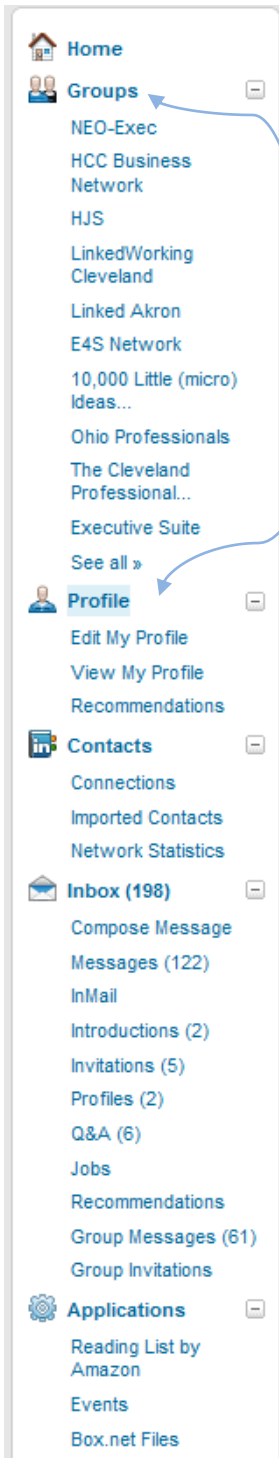 Home
Groups
NEO-Exec
HCC Business
Network
HJS
LinkedWorking
Cleveland
Linked Akron
E4S Network
10,000 Little (micro)
Ideas...
Ohio Professionals
The Cleveland
Professional...
Executive Suite
See all »
Profile
Edit My Profile
View My Profile
Recommendations
Contacts
Connections
Imported Contacts
Network Statistics
Inbox (198)
Compose Message
Messages (122)
InMail
Introductions (2)
Invitations (5)
Profiles (2)
Q&A (6)
Jobs
Recommendations
Group Messages (61)
Group Invitations
Applications
Reading List by
Amazon
Events
Box.net Files